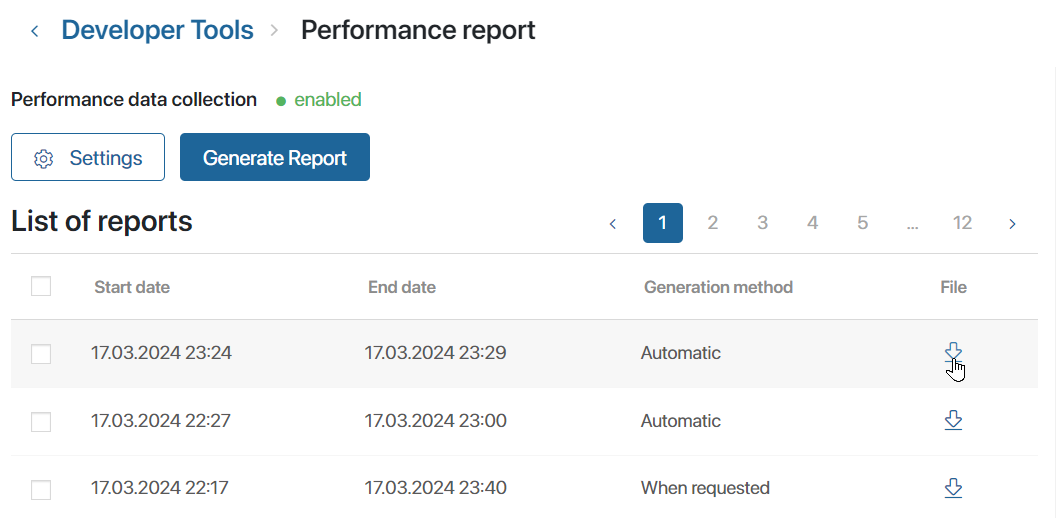 Developer Tools Performance report
Performance data collection enabled
Settings Generate Report
List of reports 1 2 3 4 5 ... 12
Start date End date Generation method File
17.03.2024 23:24 17.03.2024 23:29 Automatic
17.03.2024 22:27 17.03.2024 23:00 Automatic
17.03.2024 22:17 17.03.2024 23:40 When requested